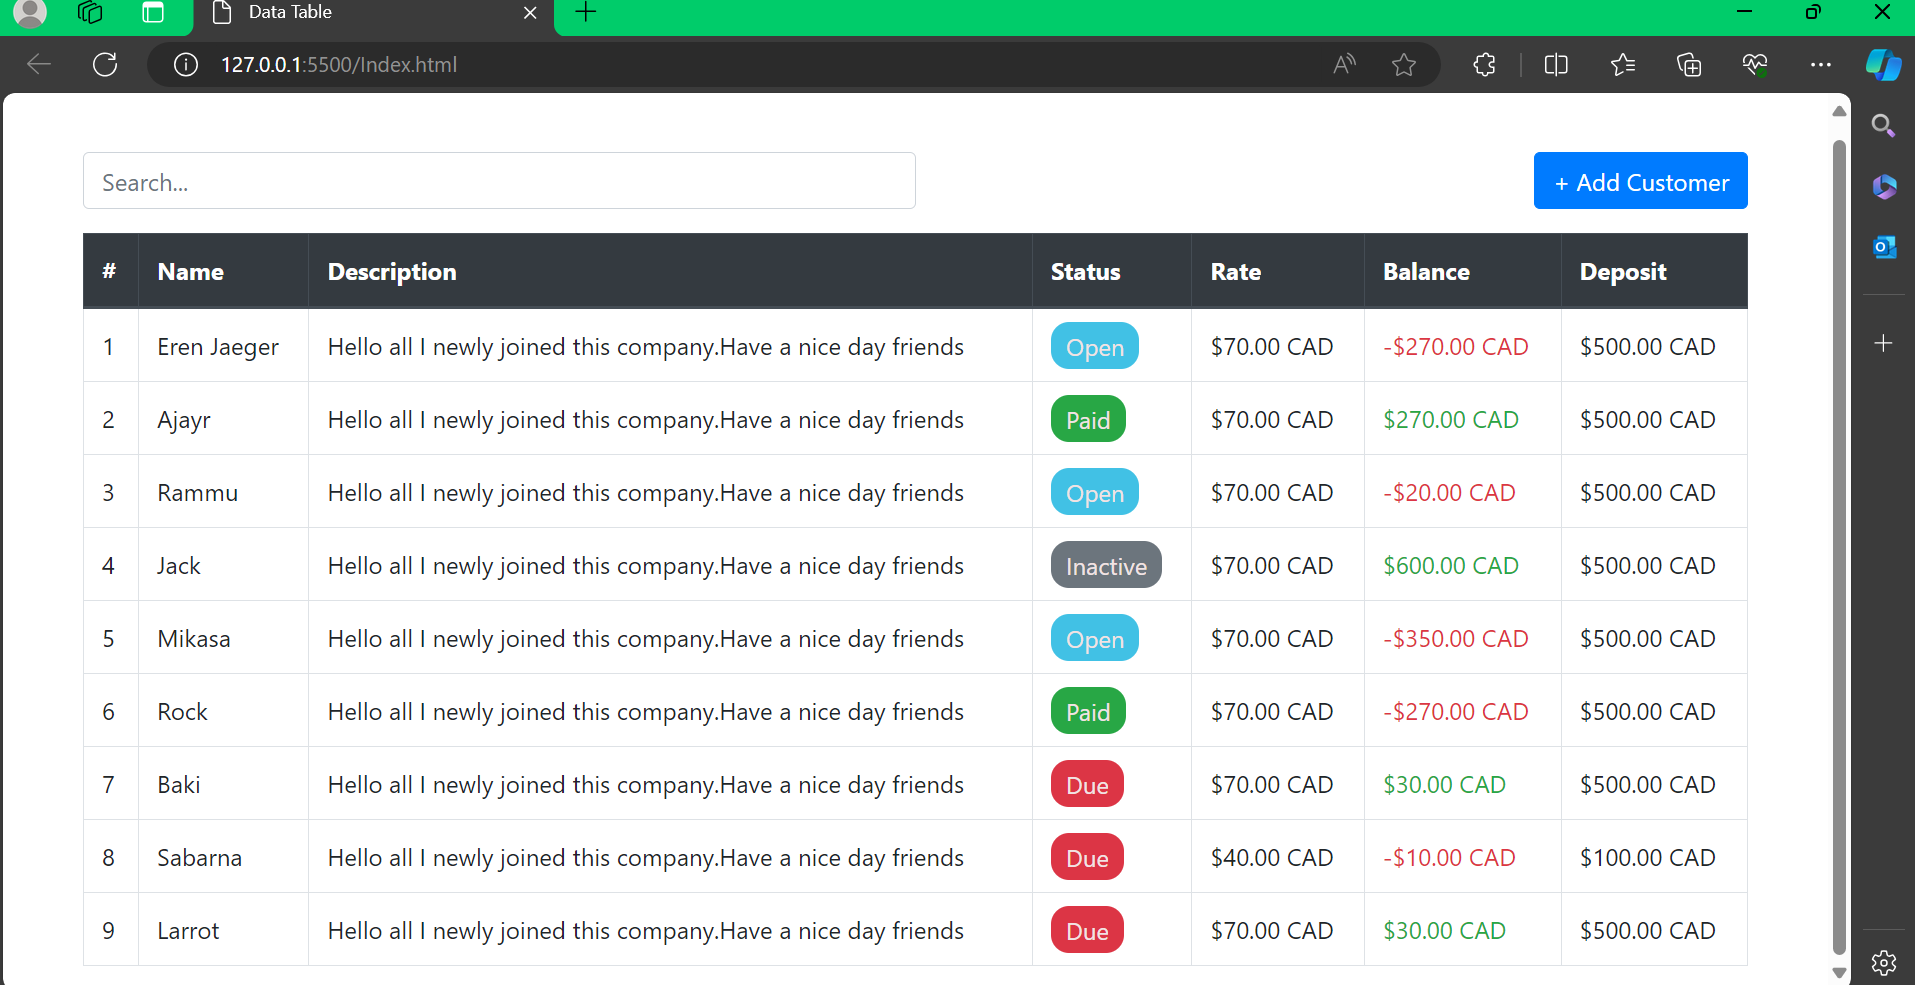 Data Table
127.0.0.1:5500/Index.html
Search...
+ Add Customer
# Name Description Status Rate Balance Deposit
1 Eren Jaeger Hello all I newly joined this company.Have a nice day friends Open $70.00 CAD -$270.00 CAD $500.00 CAD
2 Ajayr Hello all I newly joined this company.Have a nice day friends Paid $70.00 CAD $270.00 CAD $500.00 CAD
3 Rammu Hello all I newly joined this company.Have a nice day friends Open $70.00 CAD -$20.00 CAD $500.00 CAD
4 Jack Hello all I newly joined this company.Have a nice day friends Inactive $70.00 CAD $600.00 CAD $500.00 CAD
5 Mikasa Hello all I newly joined this company.Have a nice day friends Open $70.00 CAD -$350.00 CAD $500.00 CAD
6 Rock Hello all I newly joined this company.Have a nice day friends Paid $70.00 CAD -$270.00 CAD $500.00 CAD
7 Baki Hello all I newly joined this company.Have a nice day friends Due $70.00 CAD $30.00 CAD $500.00 CAD
8 Sabarna Hello all I newly joined this company.Have a nice day friends Due $40.00 CAD -$10.00 CAD $100.00 CAD
9 Larrot Hello all I newly joined this company.Have a nice day friends Due $70.00 CAD $30.00 CAD $500.00 CAD